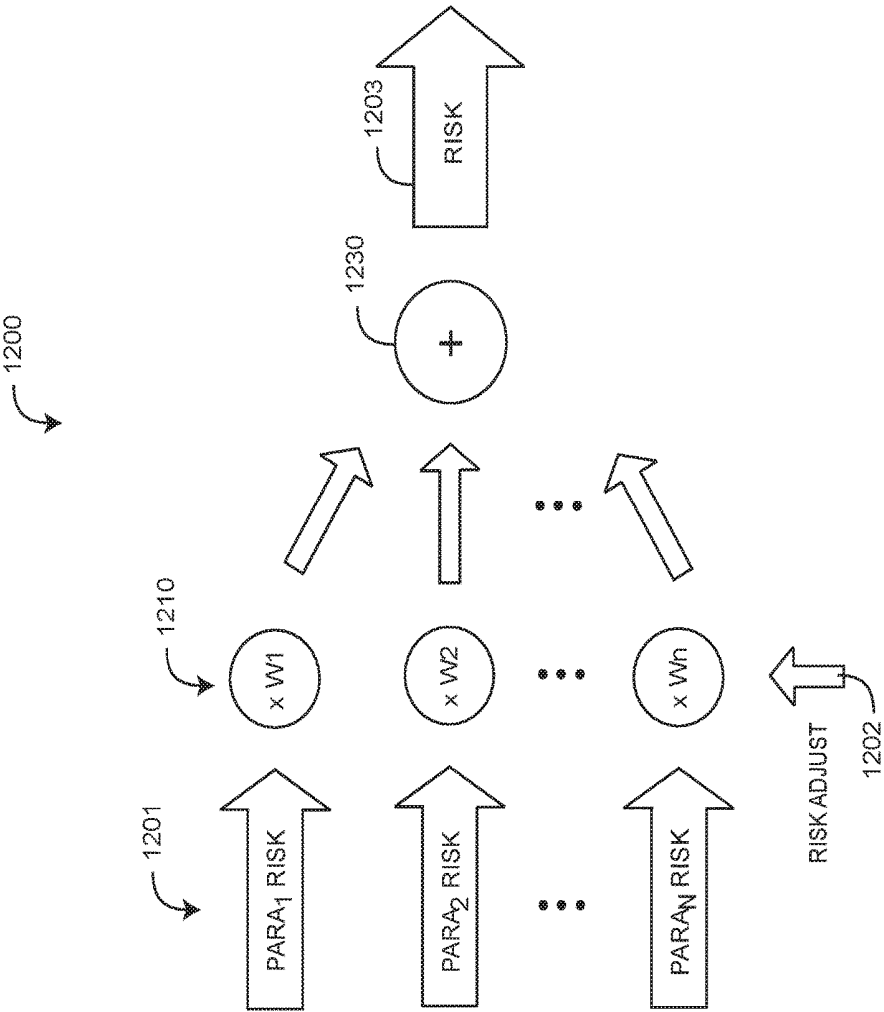 1200
1201
1210
1230
1203
PARA1 RISK
x W1
PARA2 RISK
x W2
+
RISK
PARAN RISK
x Wn
RISK ADJUST
1202